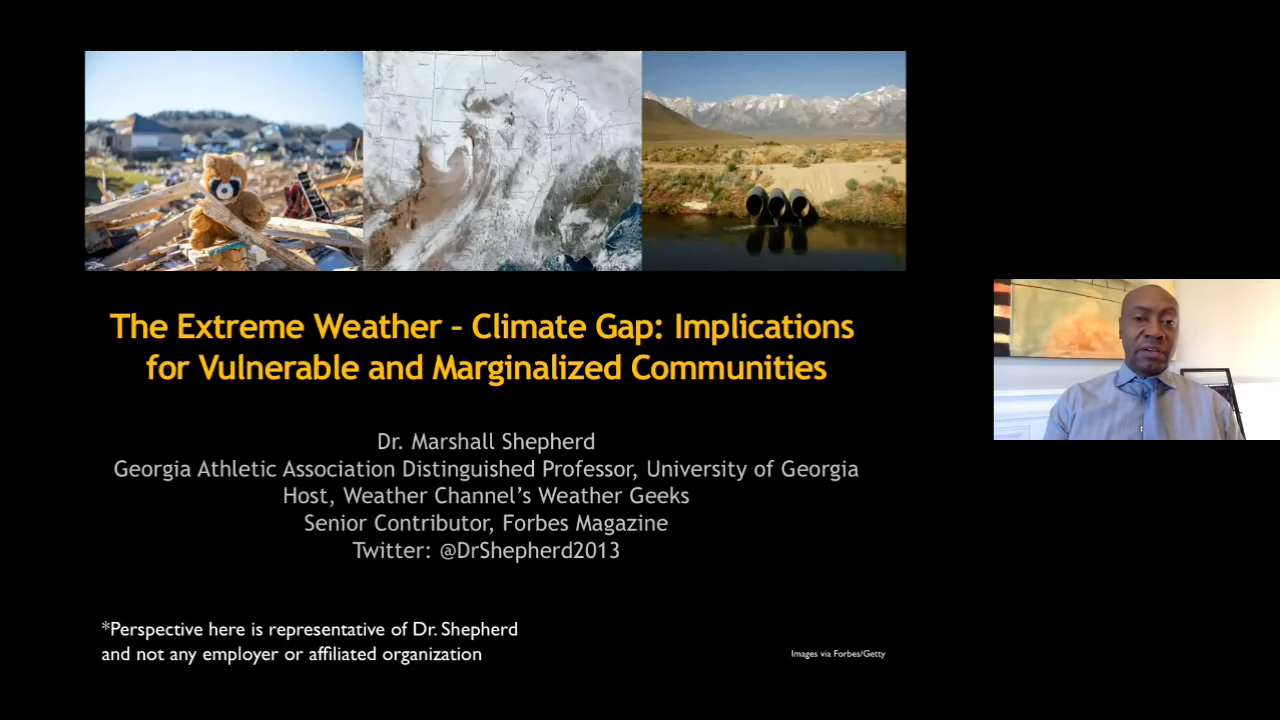 The Extreme Weather – Climate Gap: Implications
for Vulnerable and Marginalized Communities
Dr. Marshall Shepherd
Georgia Athletic Association Distinguished Professor, University of Georgia
Host, Weather Channel's Weather Geeks
Senior Contributor, Forbes Magazine
Twitter: @DrShepherd2013
*Perspective here is representative of Dr. Shepherd
and not any employer or affiliated organization
Images via Forbes/Getty